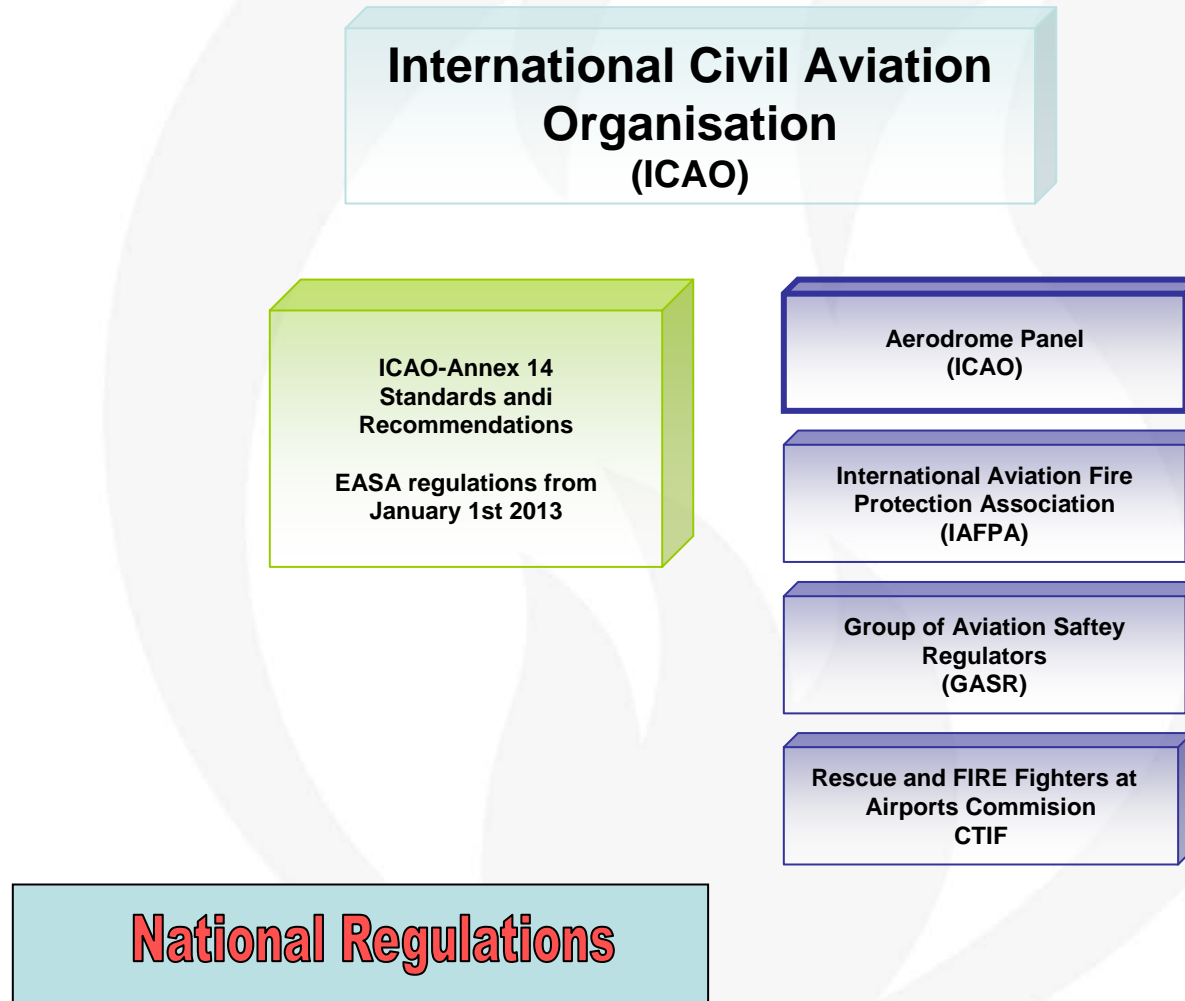 International Civil Aviation
Organisation
(ICAO)
ICAO-Annex 14
Standards andi
Recommendations
EASA regulations from
January 1st 2013
Aerodrome Panel
(ICAO)
International Aviation Fire
Protection Association
(IAFPA)
Group of Aviation Saftey
Regulators
(GASR)
Rescue and FIRE Fighters at
Airports Commision
CTIF
National Regulations